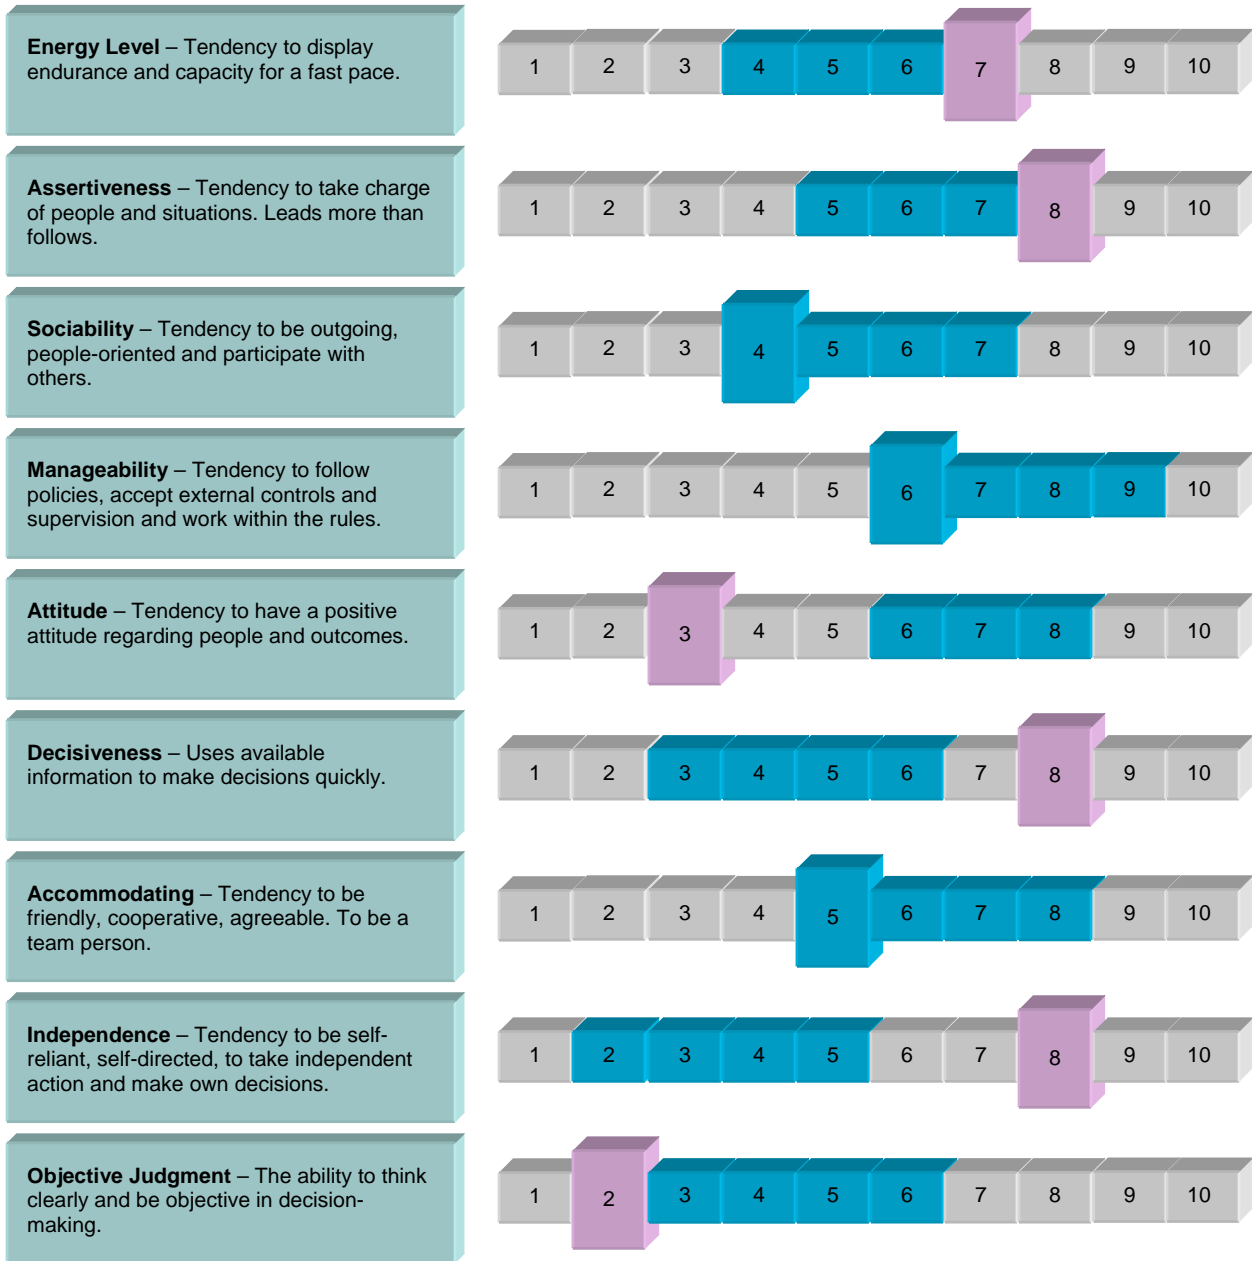 Energy Level – Tendency to display
endurance and capacity for a fast pace.
1 2 3 4 5 6 7 8 9 10
Assertiveness – Tendency to take charge
of people and situations. Leads more than
follows.
1 2 3 4 5 6 7 8 9 10
Sociability – Tendency to be outgoing,
people-oriented and participate with
others.
1 2 3 4 5 6 7 8 9 10
Manageability – Tendency to follow
policies, accept external controls and
supervision and work within the rules.
1 2 3 4 5 6 7 8 9 10
Attitude – Tendency to have a positive
attitude regarding people and outcomes.
1 2 3 4 5 6 7 8 9 10
Decisiveness – Uses available
information to make decisions quickly.
1 2 3 4 5 6 7 8 9 10
Accommodating – Tendency to be
friendly, cooperative, agreeable. To be a
team person.
1 2 3 4 5 6 7 8 9 10
Independence – Tendency to be self-
reliant, self-directed, to take independent
action and make own decisions.
1 2 3 4 5 6 7 8 9 10
Objective Judgment – The ability to think
clearly and be objective in decision-
making.
1 2 3 4 5 6 7 8 9 10